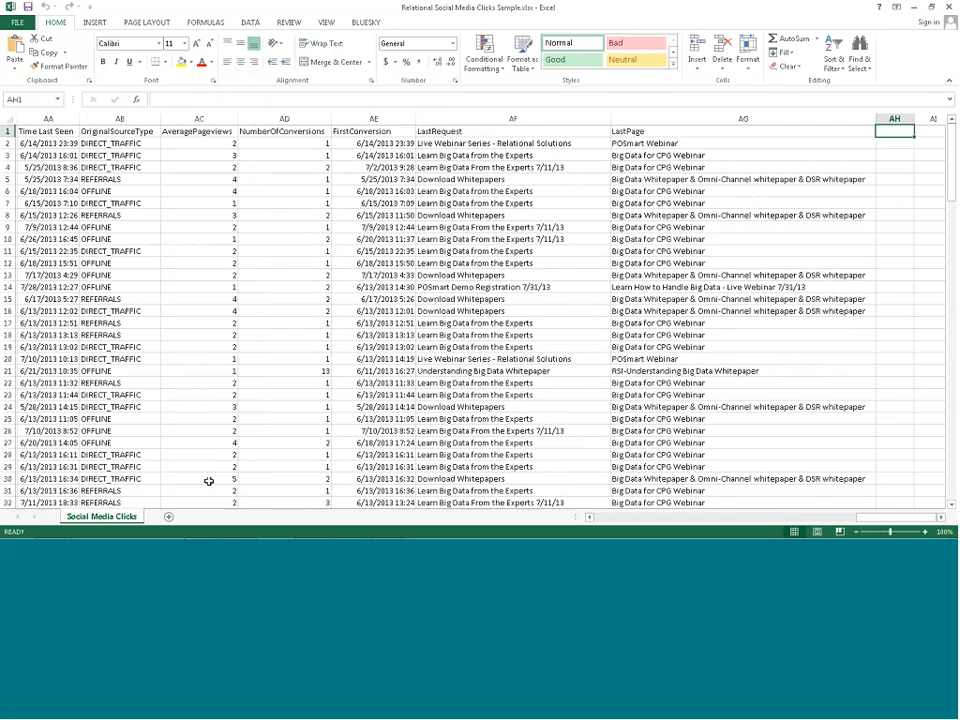 Relational Social Media Clicks Sample.xlsx - Excel
FILE HOME INSERT PAGE LAYOUT FORMULAS DATA REVIEW VIEW BLUESKY Sign in
Paste Cut Copy Format Painter Clipboard
Calibri 11 B I U Font
Wrap Text Merge & Center Alignment
General $ % , Number
Conditional Formatting Format as Table Normal Bad Good Neutral Styles
Insert Delete Format Cells
AutoSum Fill Clear Sort & Filter Find & Select Editing
AH1 fx
AA AB AC AD AE AF AG AH AI
1 Time Last Seen OriginalSourceType AveragePageviews NumberOfConversions FirstConversion LastRequest LastPage
2 6/14/2013 23:39 DIRECT_TRAFFIC 2 1 6/14/2013 23:39 Live Webinar Series - Relational Solutions POSmart Webinar
3 6/14/2013 16:01 DIRECT_TRAFFIC 3 1 6/14/2013 16:01 Learn Big Data from the Experts Big Data for CPG Webinar
4 5/25/2013 8:36 DIRECT_TRAFFIC 2 2 7/2/2013 9:28 Learn Big Data From the Experts 7/11/13 Big Data for CPG Webinar
5 5/25/2013 7:34 REFERRALS 4 1 5/25/2013 7:34 Download Whitepapers Big Data Whitepaper & Omni-Channel whitepaper & DSR whitepaper
6 6/18/2013 16:04 OFFLINE 4 1 6/18/2013 16:03 Learn Big Data from the Experts Big Data for CPG Webinar
7 6/15/2013 7:10 DIRECT_TRAFFIC 1 1 6/15/2013 7:09 Learn Big Data from the Experts Big Data for CPG Webinar
8 6/15/2013 12:26 REFERRALS 3 2 6/15/2013 11:50 Download Whitepapers Big Data Whitepaper & Omni-Channel whitepaper & DSR whitepaper
9 7/9/2013 12:44 OFFLINE 2 1 7/9/2013 12:44 Learn Big Data From the Experts 7/11/13 Big Data for CPG Webinar
10 6/26/2013 16:45 OFFLINE 1 2 6/20/2013 11:37 Learn Big Data From the Experts 7/11/13 Big Data for CPG Webinar
11 6/15/2013 22:35 DIRECT_TRAFFIC 2 1 6/15/2013 22:35 Learn Big Data from the Experts Big Data for CPG Webinar
12 6/18/2013 15:51 OFFLINE 2 1 6/18/2013 15:50 Learn Big Data from the Experts Big Data for CPG Webinar
13 7/17/2013 4:29 OFFLINE 2 2 7/17/2013 4:33 Download Whitepapers Big Data Whitepaper & Omni-Channel whitepaper & DSR whitepaper
14 7/28/2013 12:27 OFFLINE 1 2 6/13/2013 14:30 POSmart Demo Registration 7/31/13 Learn How to Handle Big Data - Live Webinar 7/31/13
15 6/17/2013 5:27 REFERRALS 4 2 6/17/2013 5:26 Download Whitepapers Big Data Whitepaper & Omni-Channel whitepaper & DSR whitepaper
16 6/13/2013 12:02 DIRECT_TRAFFIC 4 2 6/13/2013 12:01 Download Whitepapers Big Data Whitepaper & Omni-Channel whitepaper & DSR whitepaper
17 6/13/2013 12:51 REFERRALS 2 1 6/13/2013 12:51 Learn Big Data from the Experts Big Data for CPG Webinar
18 6/13/2013 13:13 REFERRALS 2 1 6/13/2013 13:13 Learn Big Data from the Experts Big Data for CPG Webinar
19 6/13/2013 13:02 DIRECT_TRAFFIC 2 1 6/13/2013 13:02 Learn Big Data from the Experts Big Data for CPG Webinar
20 7/10/2013 10:13 DIRECT_TRAFFIC 1 1 6/13/2013 14:19 Live Webinar Series - Relational Solutions POSmart Webinar
21 6/21/2013 10:35 OFFLINE 1 13 6/11/2013 16:27 Understanding Big Data Whitepaper RSI-Understanding Big Data Whitepaper
22 6/13/2013 11:32 REFERRALS 2 1 6/13/2013 11:33 Learn Big Data from the Experts Big Data for CPG Webinar
23 6/13/2013 11:44 DIRECT_TRAFFIC 2 1 6/13/2013 11:44 Learn Big Data from the Experts Big Data for CPG Webinar
24 5/28/2013 14:15 DIRECT_TRAFFIC 3 1 5/28/2013 14:14 Download Whitepapers Big Data Whitepaper & Omni-Channel whitepaper & DSR whitepaper
25 6/13/2013 11:05 OFFLINE 2 1 6/13/2013 11:05 Learn Big Data from the Experts Big Data for CPG Webinar
26 7/10/2013 8:52 OFFLINE 2 1 7/10/2013 8:52 Learn Big Data From the Experts 7/11/13 Big Data for CPG Webinar
27 6/20/2013 14:05 OFFLINE 4 2 6/18/2013 17:24 Learn Big Data from the Experts Big Data for CPG Webinar
28 6/13/2013 16:11 DIRECT_TRAFFIC 2 1 6/13/2013 16:11 Learn Big Data from the Experts Big Data for CPG Webinar
29 6/13/2013 16:31 DIRECT_TRAFFIC 2 1 6/13/2013 16:31 Learn Big Data from the Experts Big Data for CPG Webinar
30 6/13/2013 16:34 DIRECT_TRAFFIC 5 2 6/13/2013 16:32 Download Whitepapers Big Data Whitepaper & Omni-Channel whitepaper & DSR whitepaper
31 6/13/2013 16:36 REFERRALS 2 1 6/13/2013 16:36 Learn Big Data from the Experts Big Data for CPG Webinar
32 7/11/2013 18:33 REFERRALS 2 3 6/13/2013 13:24 Learn Big Data From the Experts 7/11/13 Big Data for CPG Webinar
Social Media Clicks
READY 100%